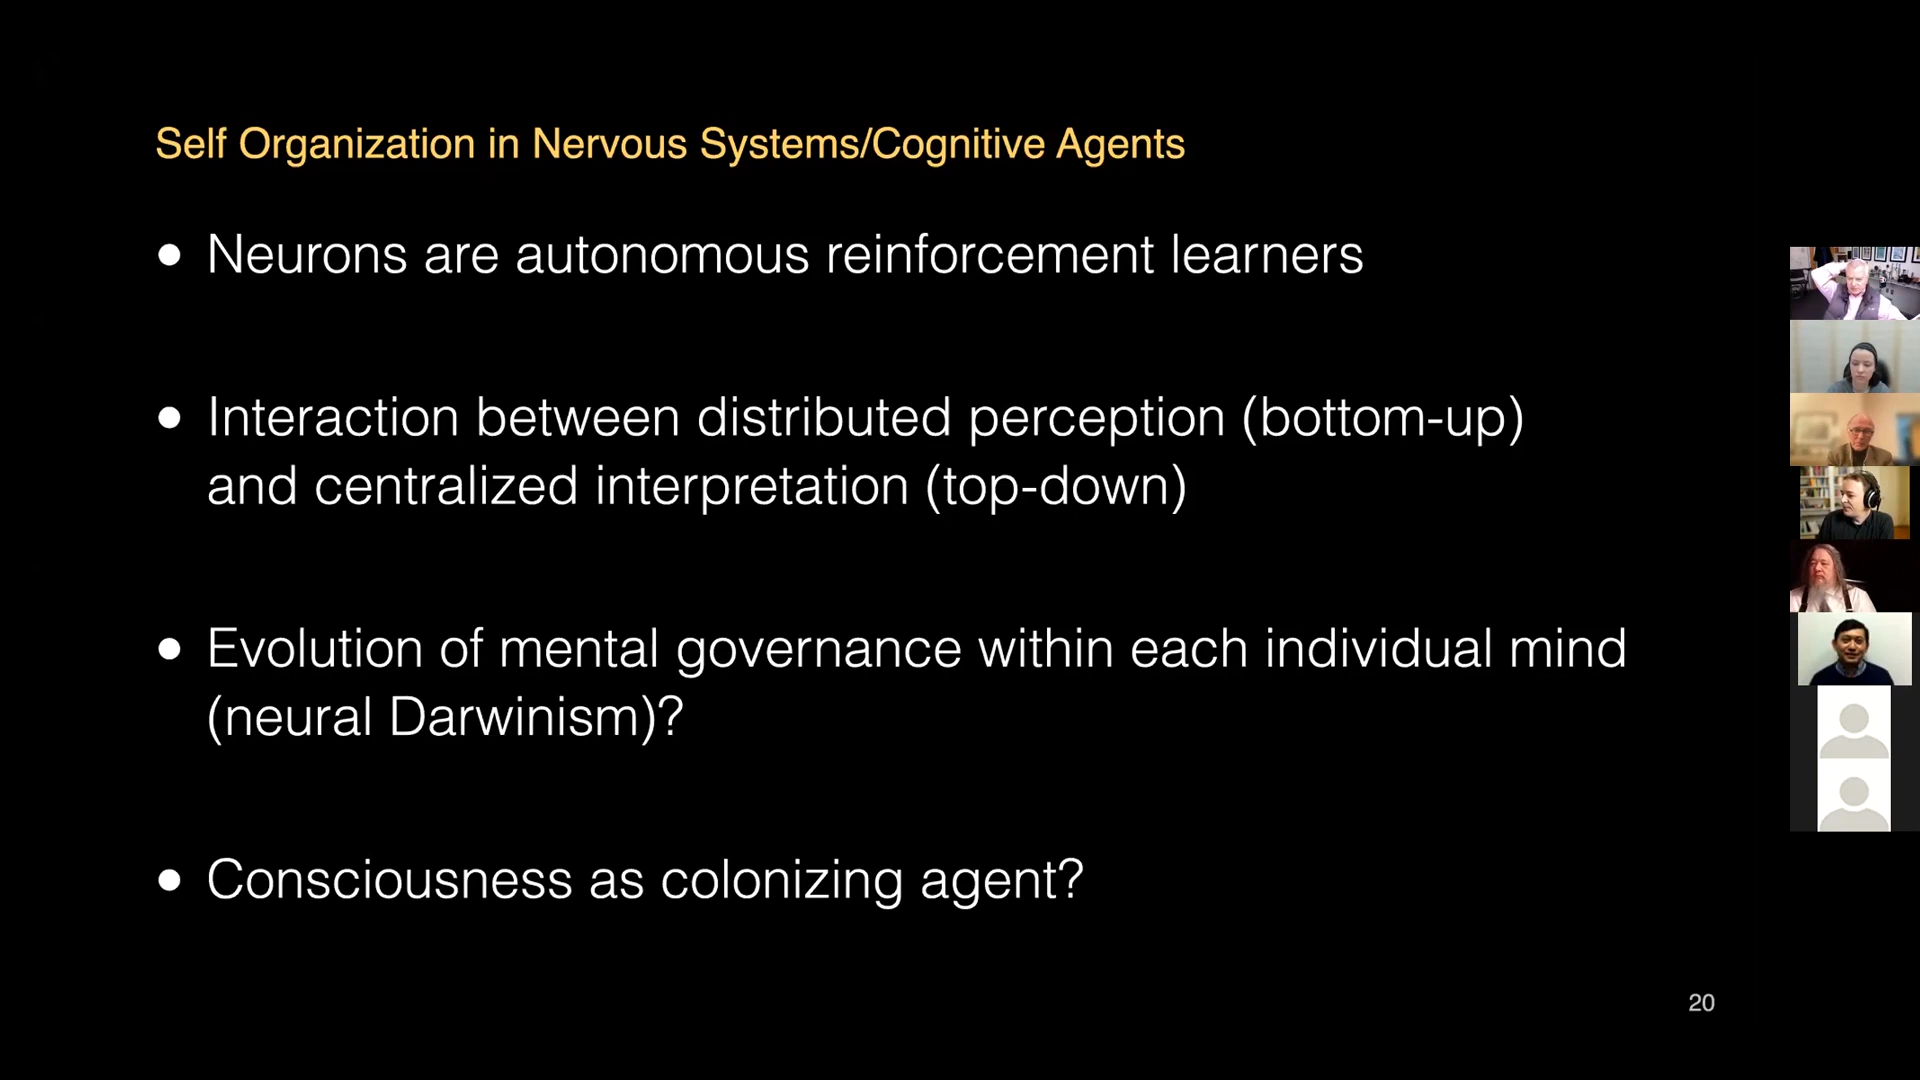 Self Organization in Nervous Systems/Cognitive Agents
● Neurons are autonomous reinforcement learners
● Interaction between distributed perception (bottom-up)
and centralized interpretation (top-down)
● Evolution of mental governance within each individual mind
(neural Darwinism)?
● Consciousness as colonizing agent?
20